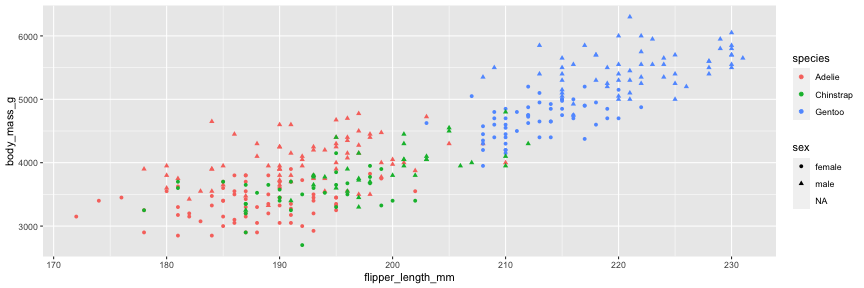 6000
5000
4000
3000
body_mass_g
170 180 190 200 210 220 230
flipper_length_mm
species
Adelie
Chinstrap
Gentoo
sex
female
male
NA